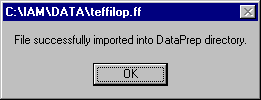 C:\IAM\DATA\teffilop.ff
File successfully imported into DataPrep directory.
OK